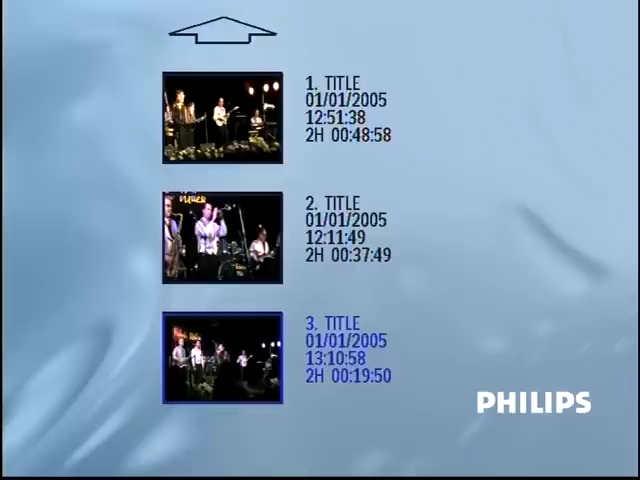 1. TITLE
01/01/2005
12:51:38
2H 00:48:58
2. TITLE
01/01/2005
12:11:49
2H 00:37:49
3. TITLE
01/01/2005
13:10:58
2H 00:19:50
PHILIPS